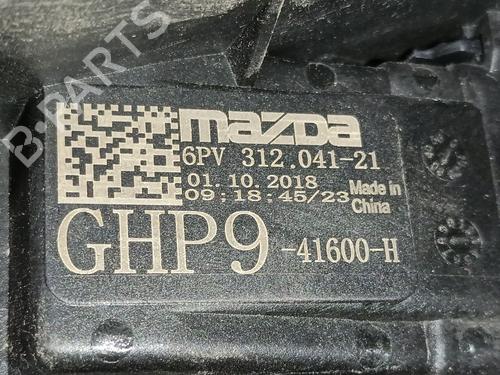 mazda
6PV 312.041-21
01.10.2018
09:18:45/23
Made in
China
GHP9 -41600-H
B-PARTS